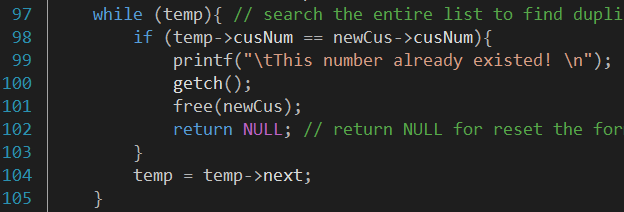 97 while (temp){ // search the entire list to find dupli
98 if (temp->cusNum == newCus->cusNum){
99 printf("\tThis number already existed! \n");
100 getch();
101 free(newCus);
102 return NULL; // return NULL for reset the for
103 }
104 temp = temp->next;
105 }